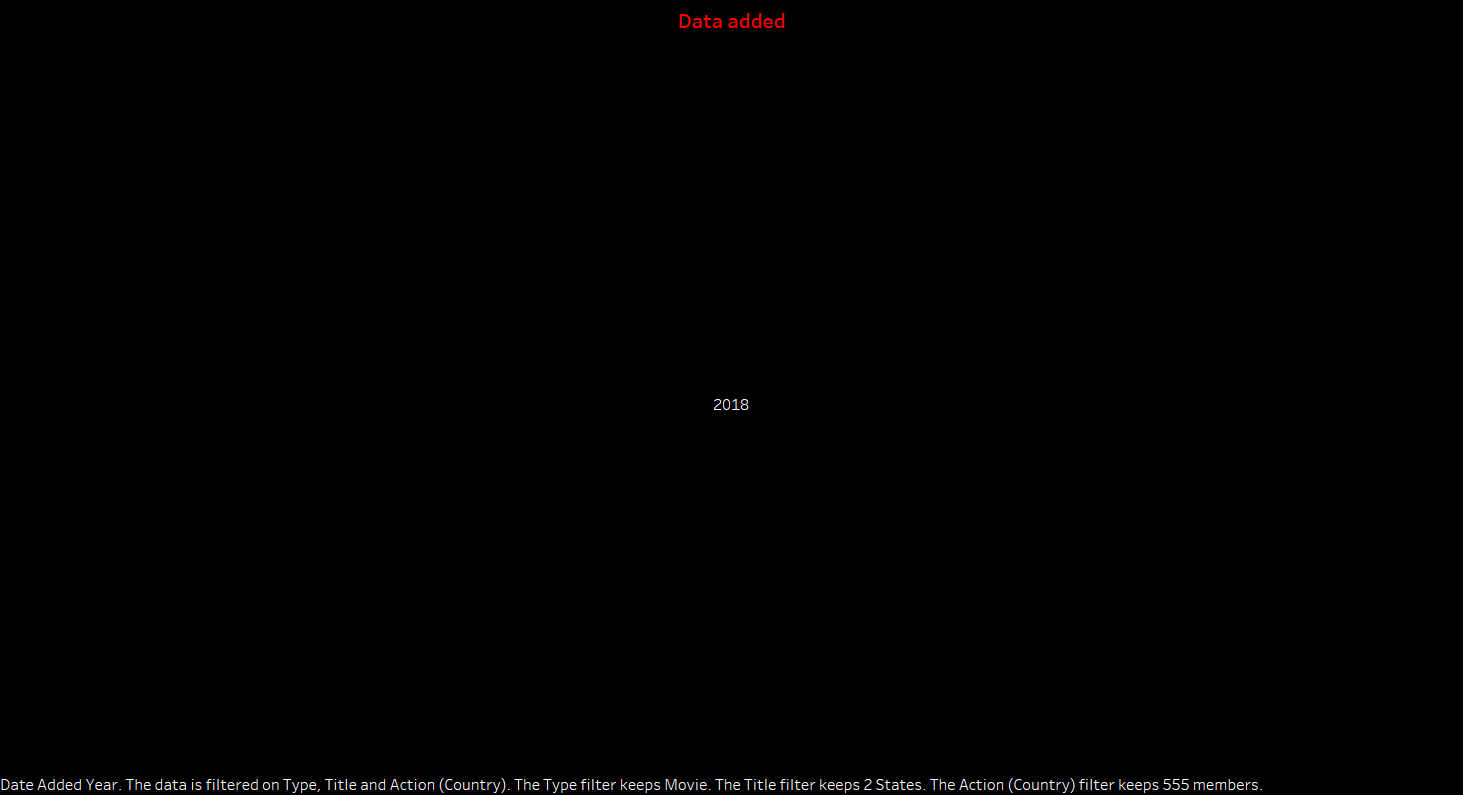 Data added
2018
Date Added Year. The data is filtered on Type, Title and Action (Country). The Type filter keeps Movie. The Title filter keeps 2 States. The Action (Country) filter keeps 555 members.